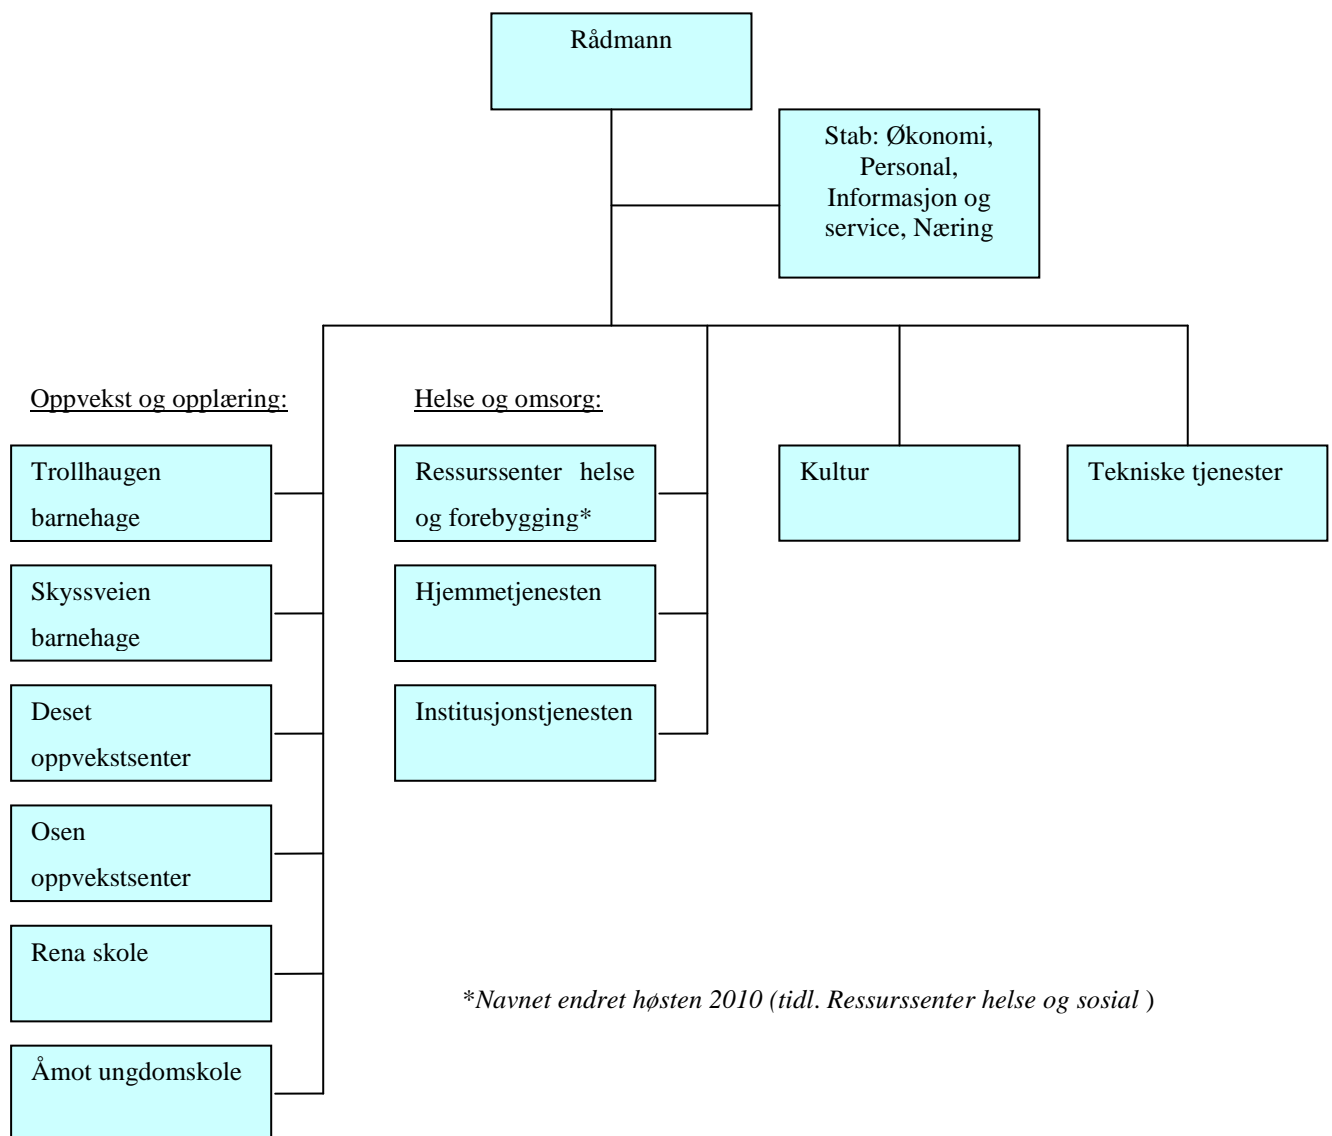 Rådmann
Stab: Økonomi,
Personal,
Informasjon og
service, Næring
Oppvekst og opplæring:
Trollhaugen
barnehage
Skyssveien
barnehage
Deset
oppvekstsenter
Osen
oppvekstsenter
Rena skole
Åmot ungdomskole
Helse og omsorg:
Ressurssenter helse
og forebygging*
Hjemmetjenesten
Institusjonstjenesten
Kultur
Tekniske tjenester
*Navnet endret høsten 2010 (tidl. Ressurssenter helse og sosial )